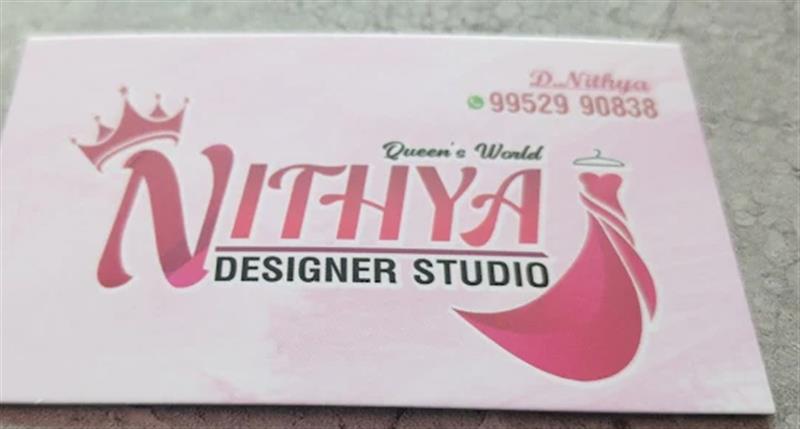 D..Nithya
99529 90838
Queen's World
NITHYA
DESIGNER STUDIO